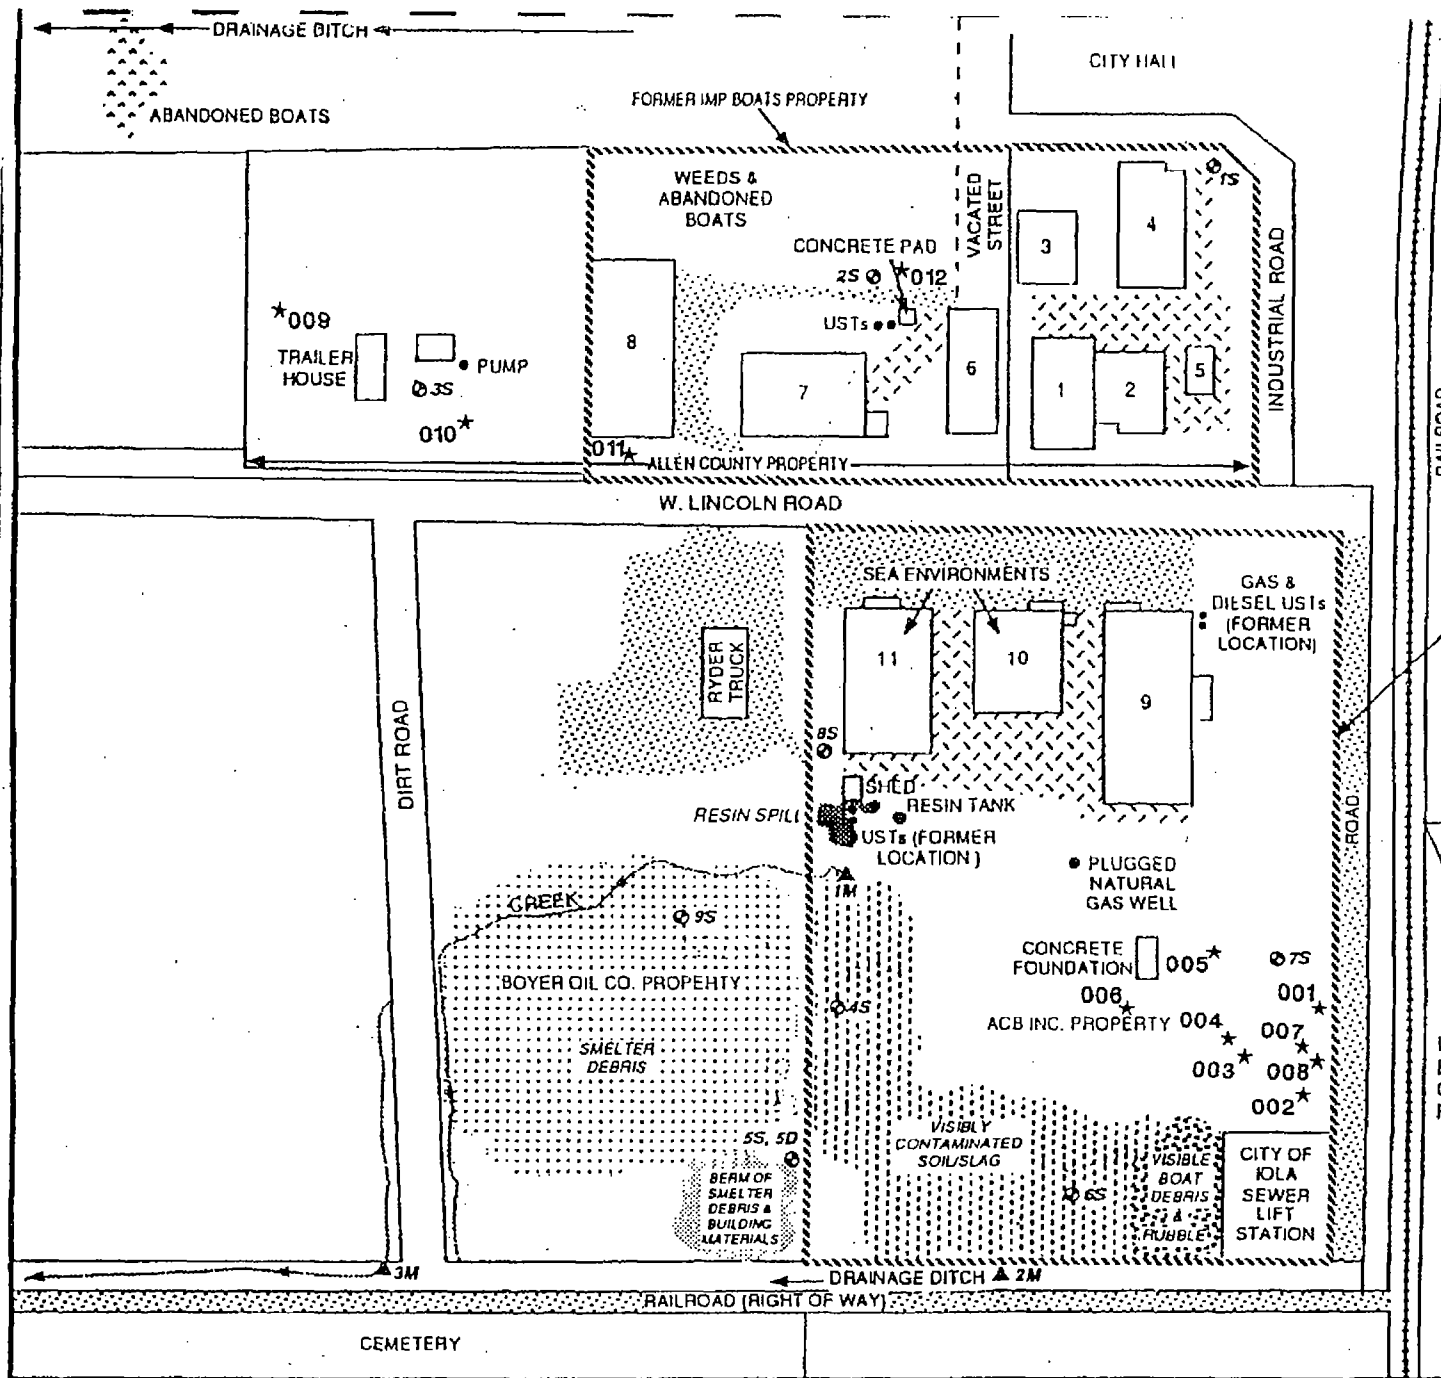 DRAINAGE DITCH
CITY HALL
ABANDONED BOATS
FORMER IMP BOATS PROPERTY
WEEDS &
ABANDONED
BOATS
VACATED
STREET
1S
4
3
CONCRETE PAD
2S
012
INDUSTRIAL ROAD
009
USTs
8
TRAILER
HOUSE
PUMP
3S
7
6
1
2
5
010
011
ALLEN COUNTY PROPERTY
W. LINCOLN ROAD
RAILROAD
SEA ENVIRONMENTS
GAS &
DIESEL USTs
(FORMER
LOCATION)
RYDER
TRUCK
11
10
9
DIRT ROAD
8S
SHED
RESIN TANK
RESIN SPILL
USTs (FORMER
LOCATION )
ROAD
1M
PLUGGED
NATURAL
GAS WELL
CREEK
9S
CONCRETE
FOUNDATION
005
7S
BOYER OIL CO. PROPERTY
006
001
4S
ACB INC. PROPERTY
004
007
SMELTER
DEBRIS
003
008
002
5S, 5D
VISIBLY
CONTAMINATED
SOIL/SLAG
VISIBLE
BOAT
DEBRIS
&
RUBBLE
CITY OF
IOLA
SEWER
LIFT
STATION
BERM OF
SMELTER
DEBRIS &
BUILDING
MATERIALS
6S
3M
DRAINAGE DITCH
2M
RAILROAD (RIGHT OF WAY)
CEMETERY